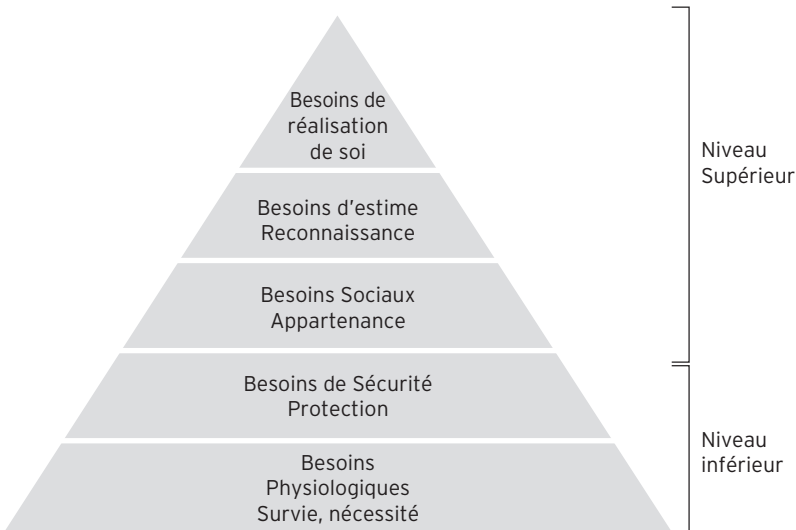 Besoins de
réalisation
de soi
Besoins d'estime
Reconnaissance
Besoins Sociaux
Appartenance
Besoins de Sécurité
Protection
Besoins
Physiologiques
Survie, nécessité
Niveau
Supérieur
Niveau
inférieur